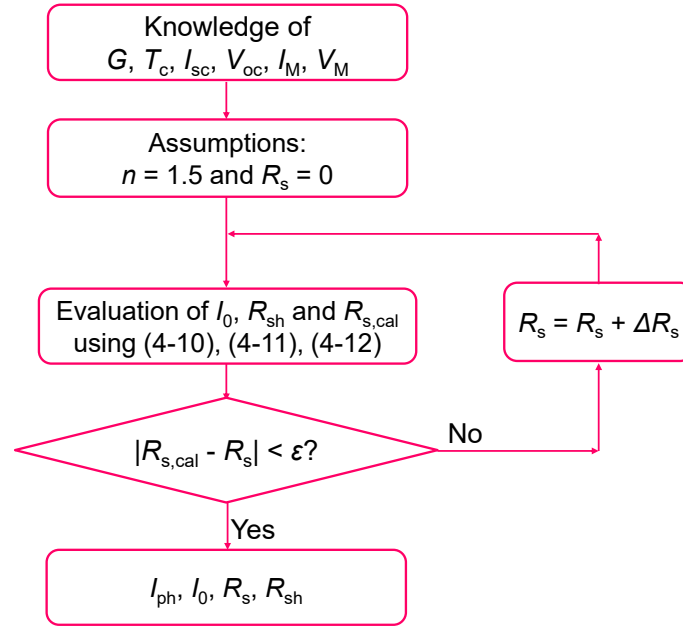 Knowledge of
G, Tc, Isc, Voc, IM, VM
Assumptions:
n = 1.5 and Rs = 0
Evaluation of I0, Rsh and Rs,cal
using (4-10), (4-11), (4-12)
Rs = Rs + ΔRs
|Rs,cal - Rs| < ε?
No
Yes
Iph, I0, Rs, Rsh